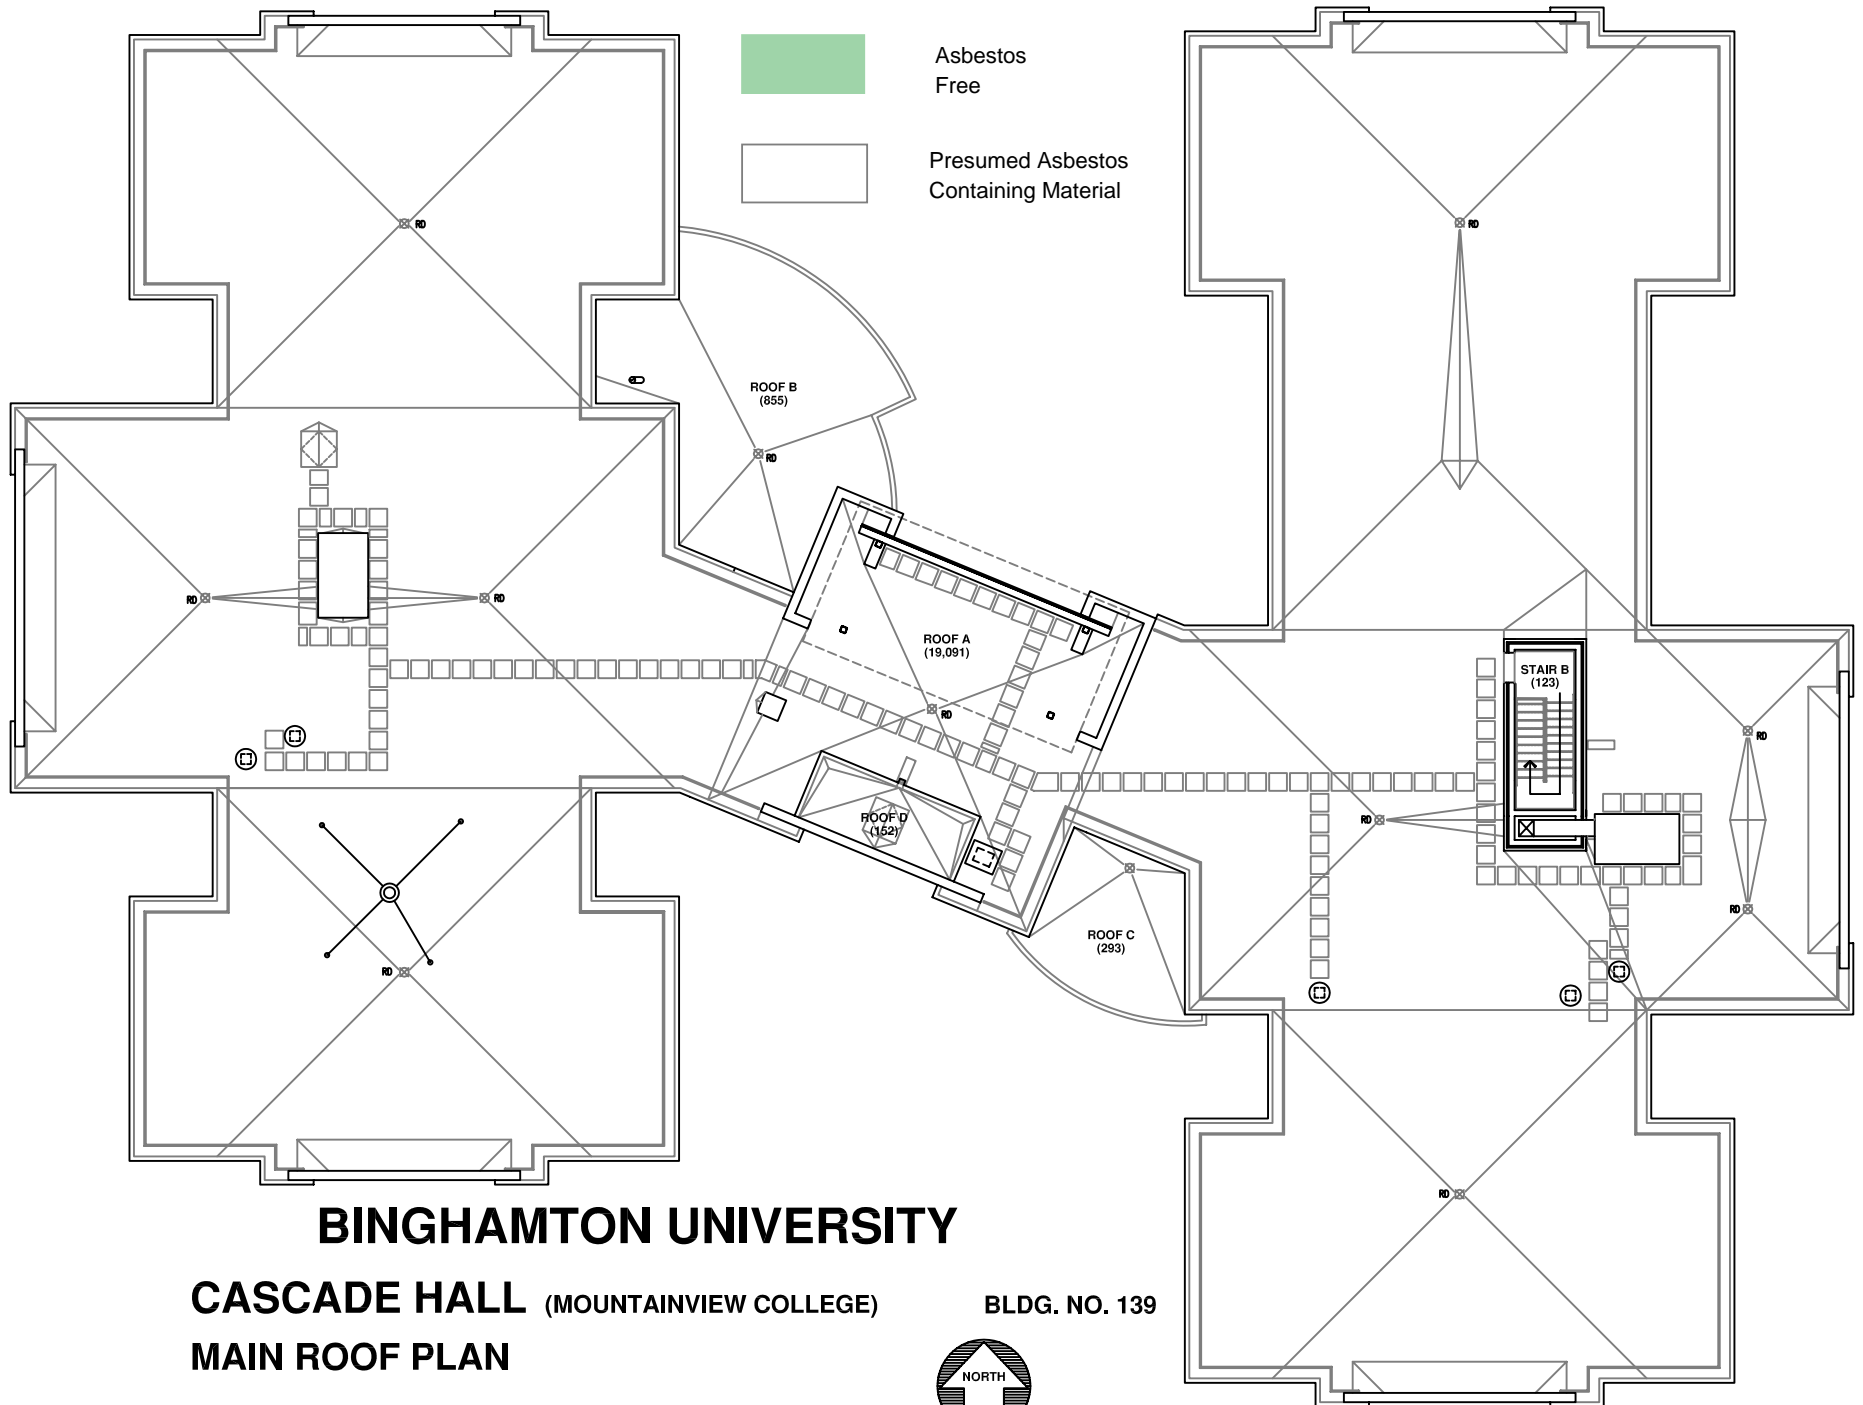 Asbestos
Free
Presumed Asbestos
Containing Material
RD
RD
ROOF B
(855)
RD
RD
RD
ROOF A
(19,091)
RD
STAIR B
(123)
RD
RD
ROOF D
(152)
RD
RD
ROOF C
(293)
RD
RD
BINGHAMTON UNIVERSITY
CASCADE HALL (MOUNTAINVIEW COLLEGE) BLDG. NO. 139
MAIN ROOF PLAN
NORTH